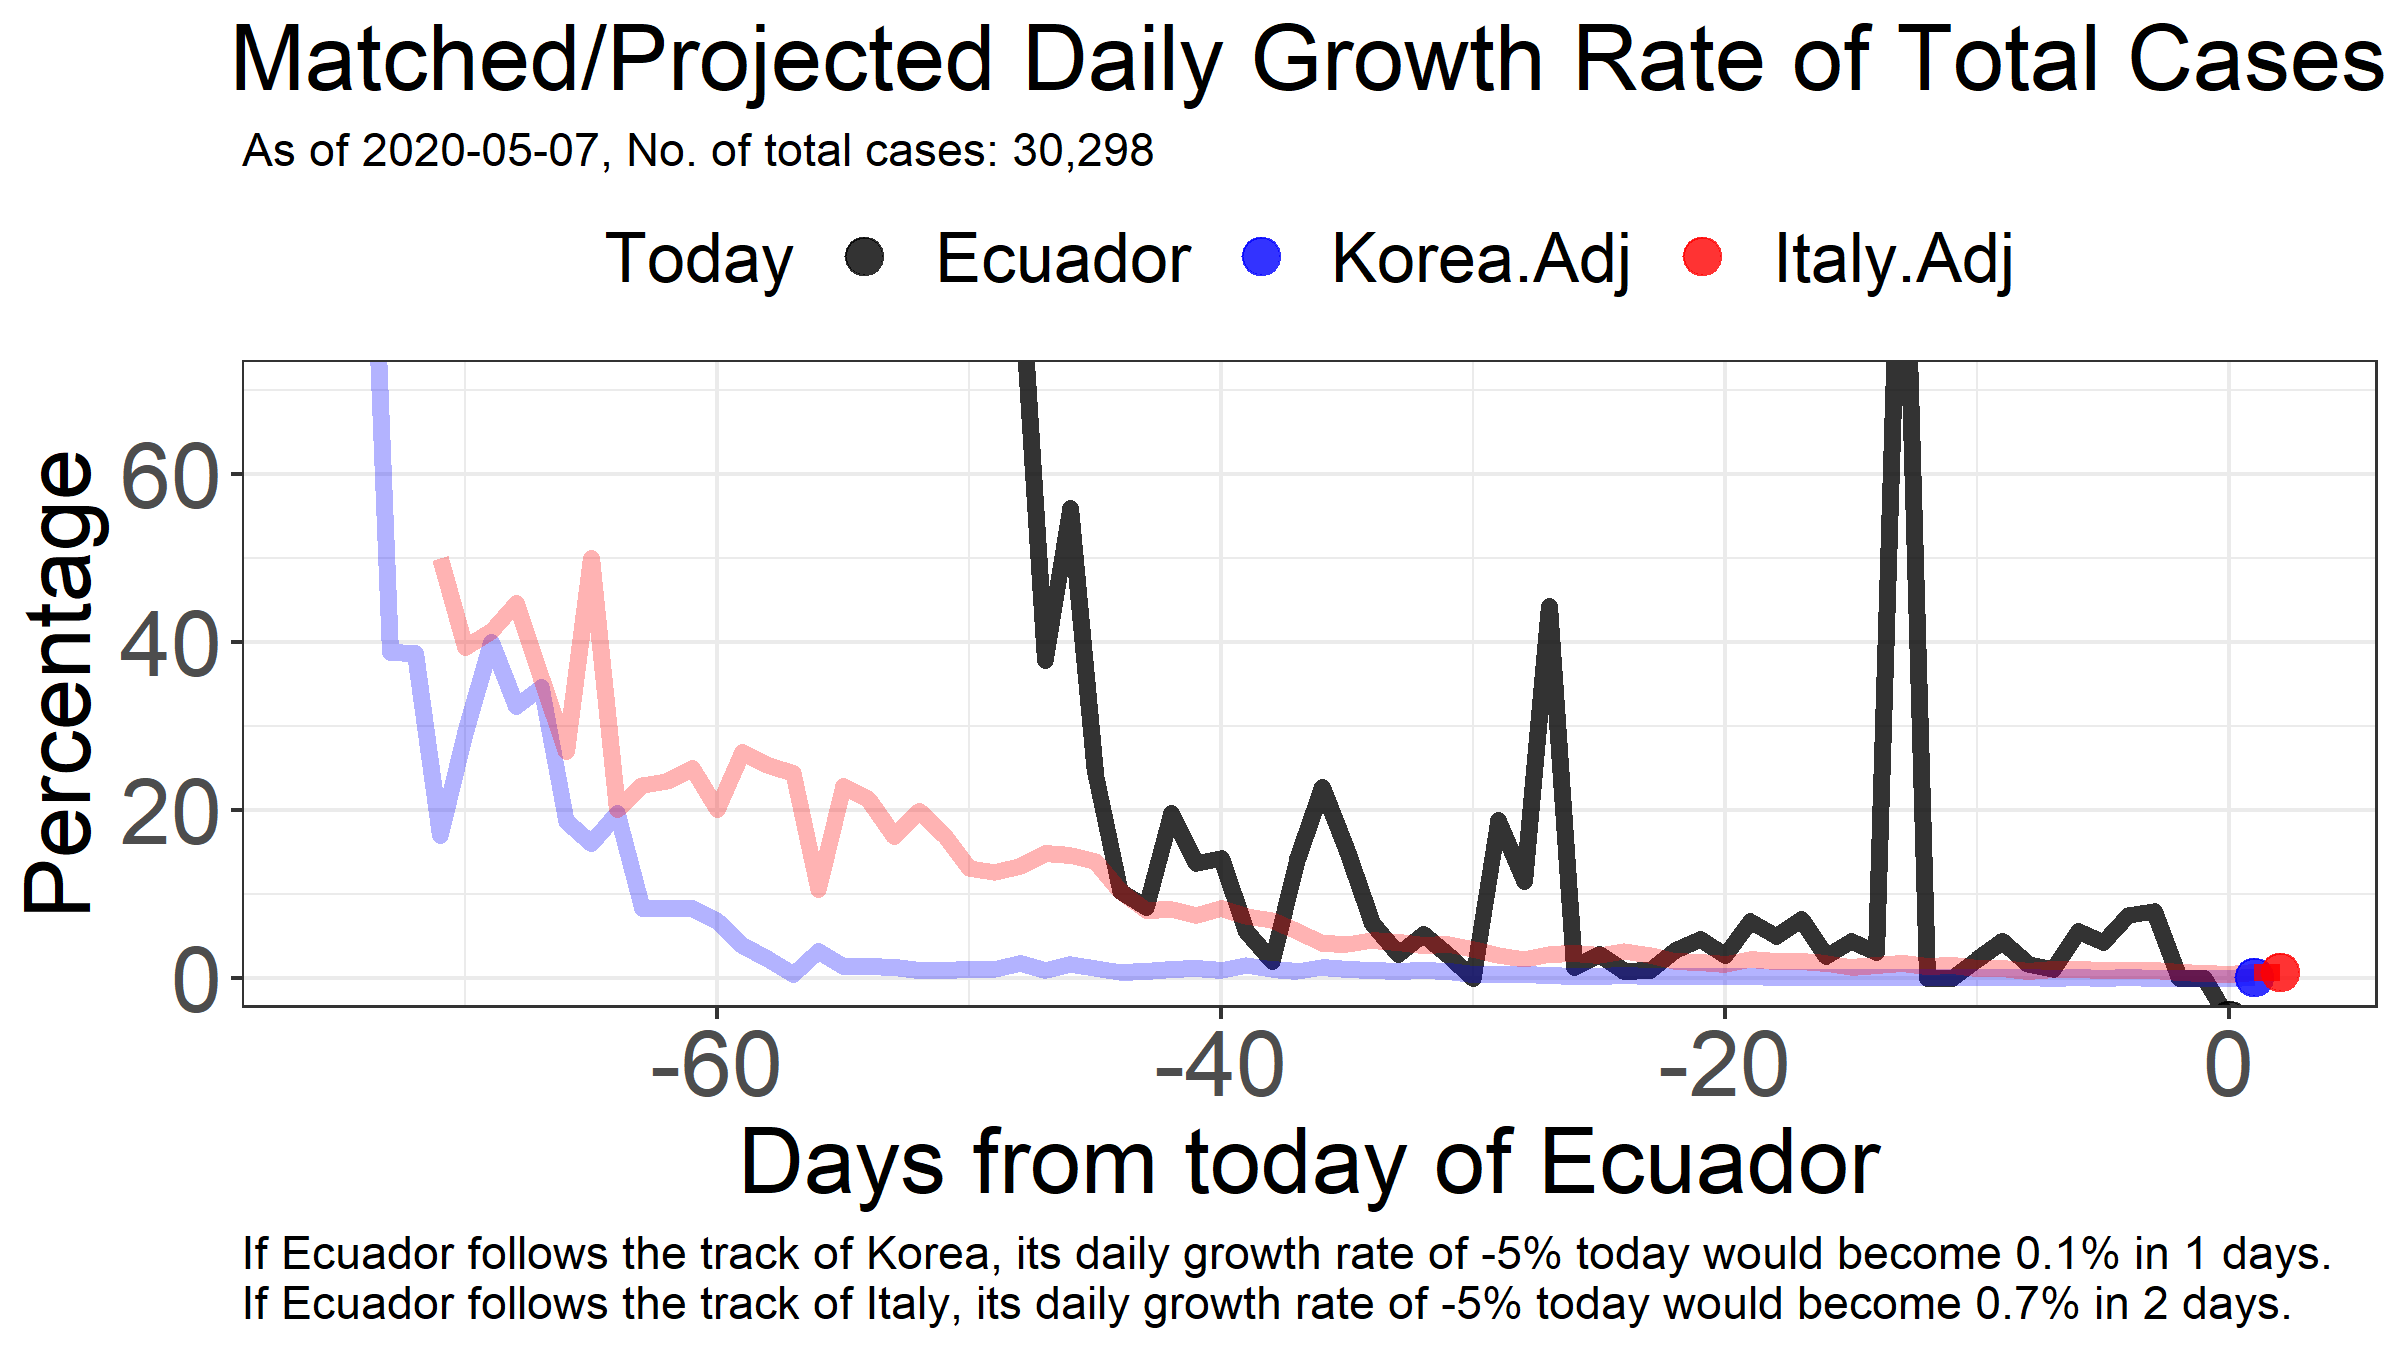 Matched/Projected Daily Growth Rate of Total Cases
As of 2020-05-07, No. of total cases: 30,298
Today Ecuador Korea.Adj Italy.Adj
Percentage
60
40
20
0
-60 -40 -20 0
Days from today of Ecuador
If Ecuador follows the track of Korea, its daily growth rate of -5% today would become 0.1% in 1 days.
If Ecuador follows the track of Italy, its daily growth rate of -5% today would become 0.7% in 2 days.